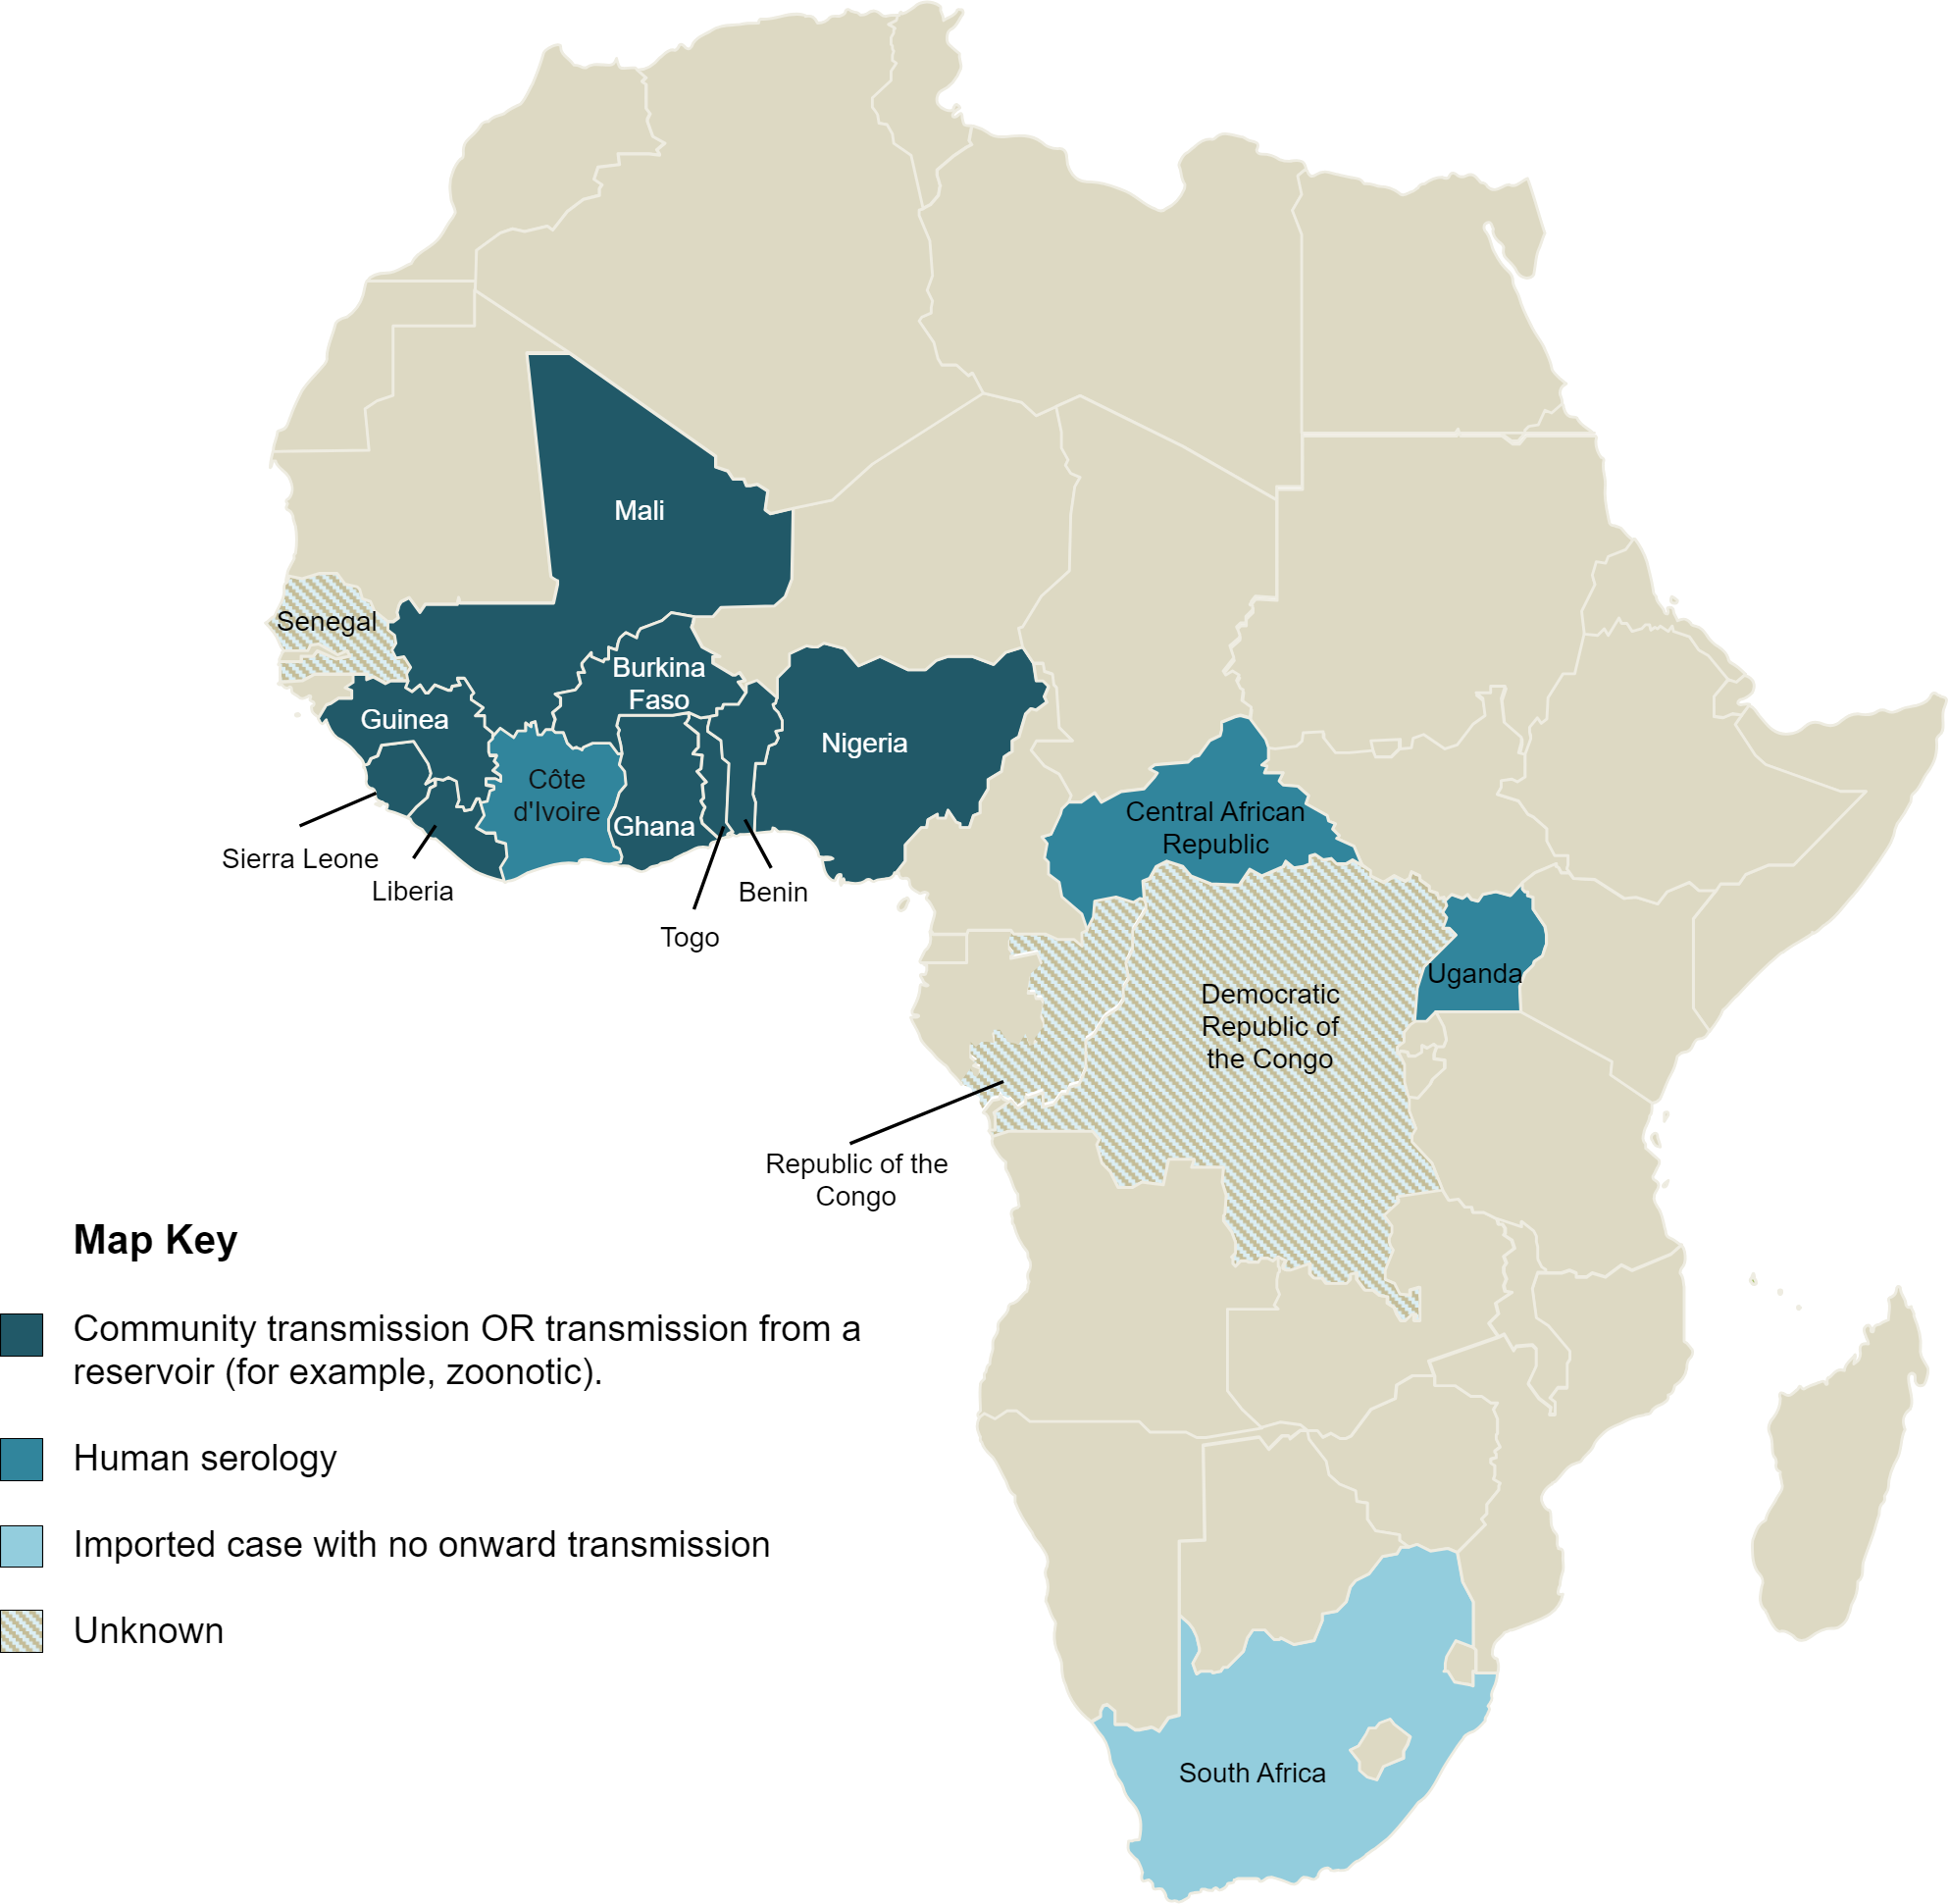 Mali
Senegal
Burkina
Faso
Guinea
Nigeria
Côte
d'Ivoire
Ghana
Central African
Republic
Sierra Leone
Liberia
Benin
Togo
Uganda
Democratic
Republic of
the Congo
Republic of the
Congo
Map Key
Community transmission OR transmission from a
reservoir (for example, zoonotic).
Human serology
Imported case with no onward transmission
Unknown
South Africa